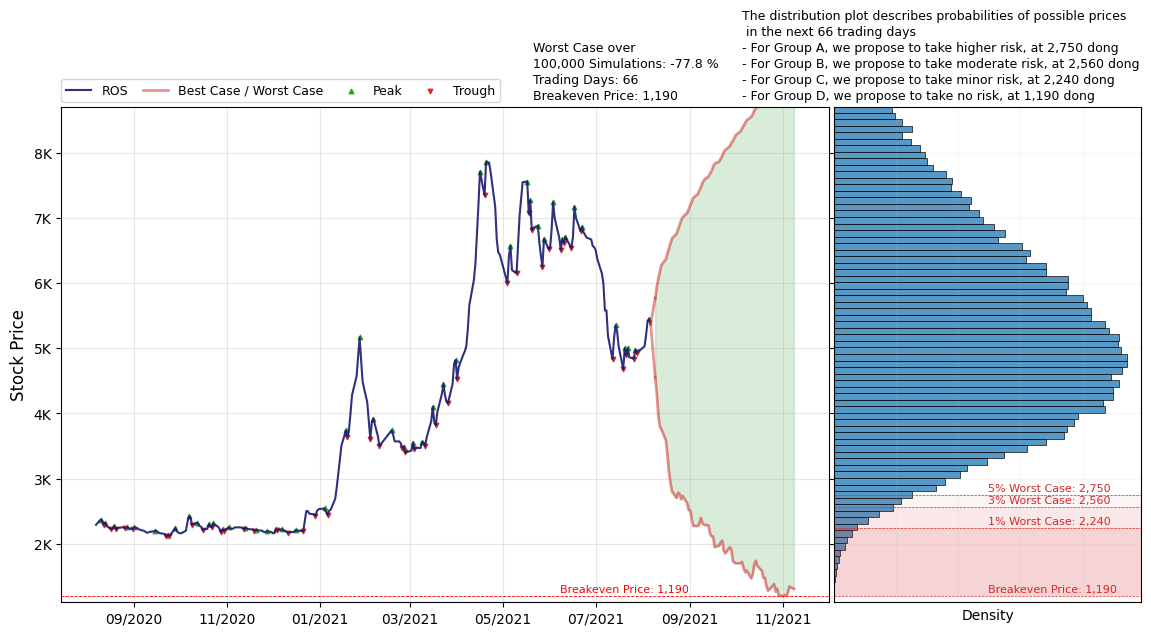 The distribution plot describes probabilities of possible prices
in the next 66 trading days
- For Group A, we propose to take higher risk, at 2,750 dong
- For Group B, we propose to take moderate risk, at 2,560 dong
- For Group C, we propose to take minor risk, at 2,240 dong
- For Group D, we propose to take no risk, at 1,190 dong
Worst Case over
100,000 Simulations: -77.8 %
Trading Days: 66
Breakeven Price: 1,190
ROS
Best Case / Worst Case
Peak
Trough
Stock Price
8K
7K
6K
5K
4K
3K
2K
Breakeven Price: 1,190
09/2020
11/2020
01/2021
03/2021
05/2021
07/2021
09/2021
11/2021
5% Worst Case: 2,750
3% Worst Case: 2,560
1% Worst Case: 2,240
Breakeven Price: 1,190
Density